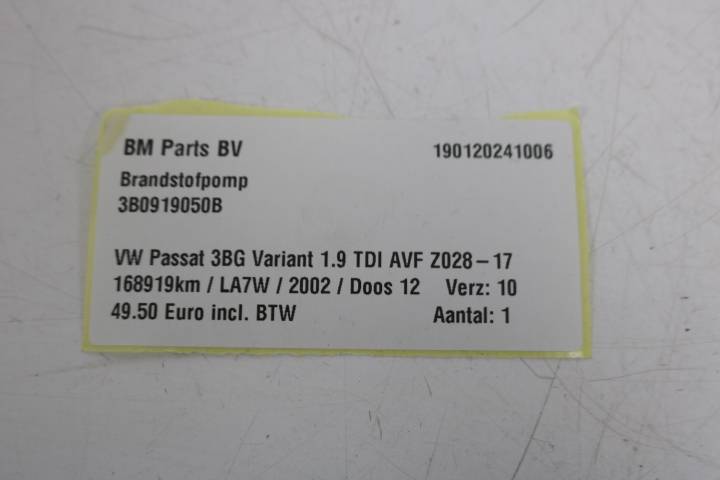 BM Parts BV 190120241006
Brandstofpomp
3B0919050B
VW Passat 3BG Variant 1.9 TDI AVF Z028-17
168919km / LA7W / 2002 / Doos 12 Verz: 10
49.50 Euro incl. BTW Aantal: 1